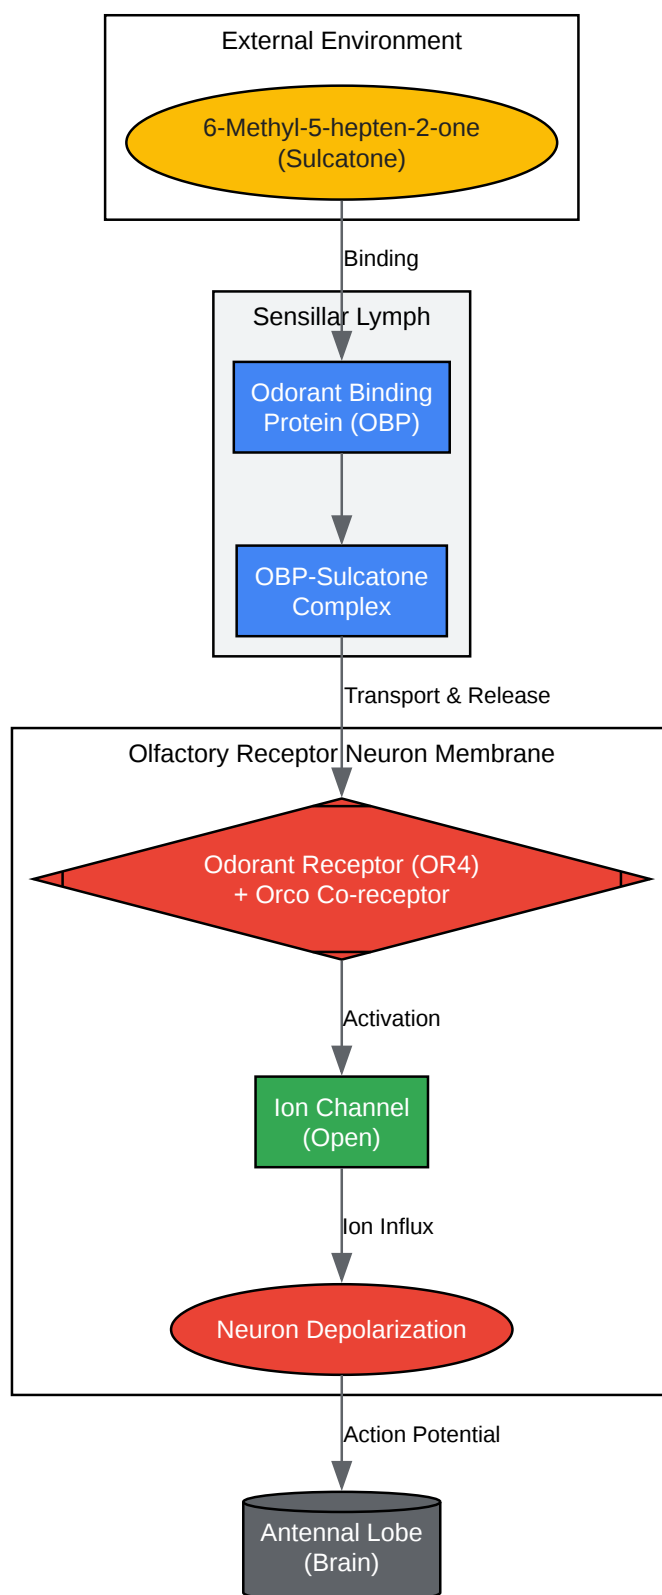 External Environment
6-Methyl-5-hepten-2-one
(Sulcatone)
Binding
Sensillar Lymph
Odorant Binding
Protein (OBP)
OBP-Sulcatone
Complex
Transport & Release
Olfactory Receptor Neuron Membrane
Odorant Receptor (OR4)
+ Orco Co-receptor
Activation
Ion Channel
(Open)
Ion Influx
Neuron Depolarization
Action Potential
Antennal Lobe
(Brain)